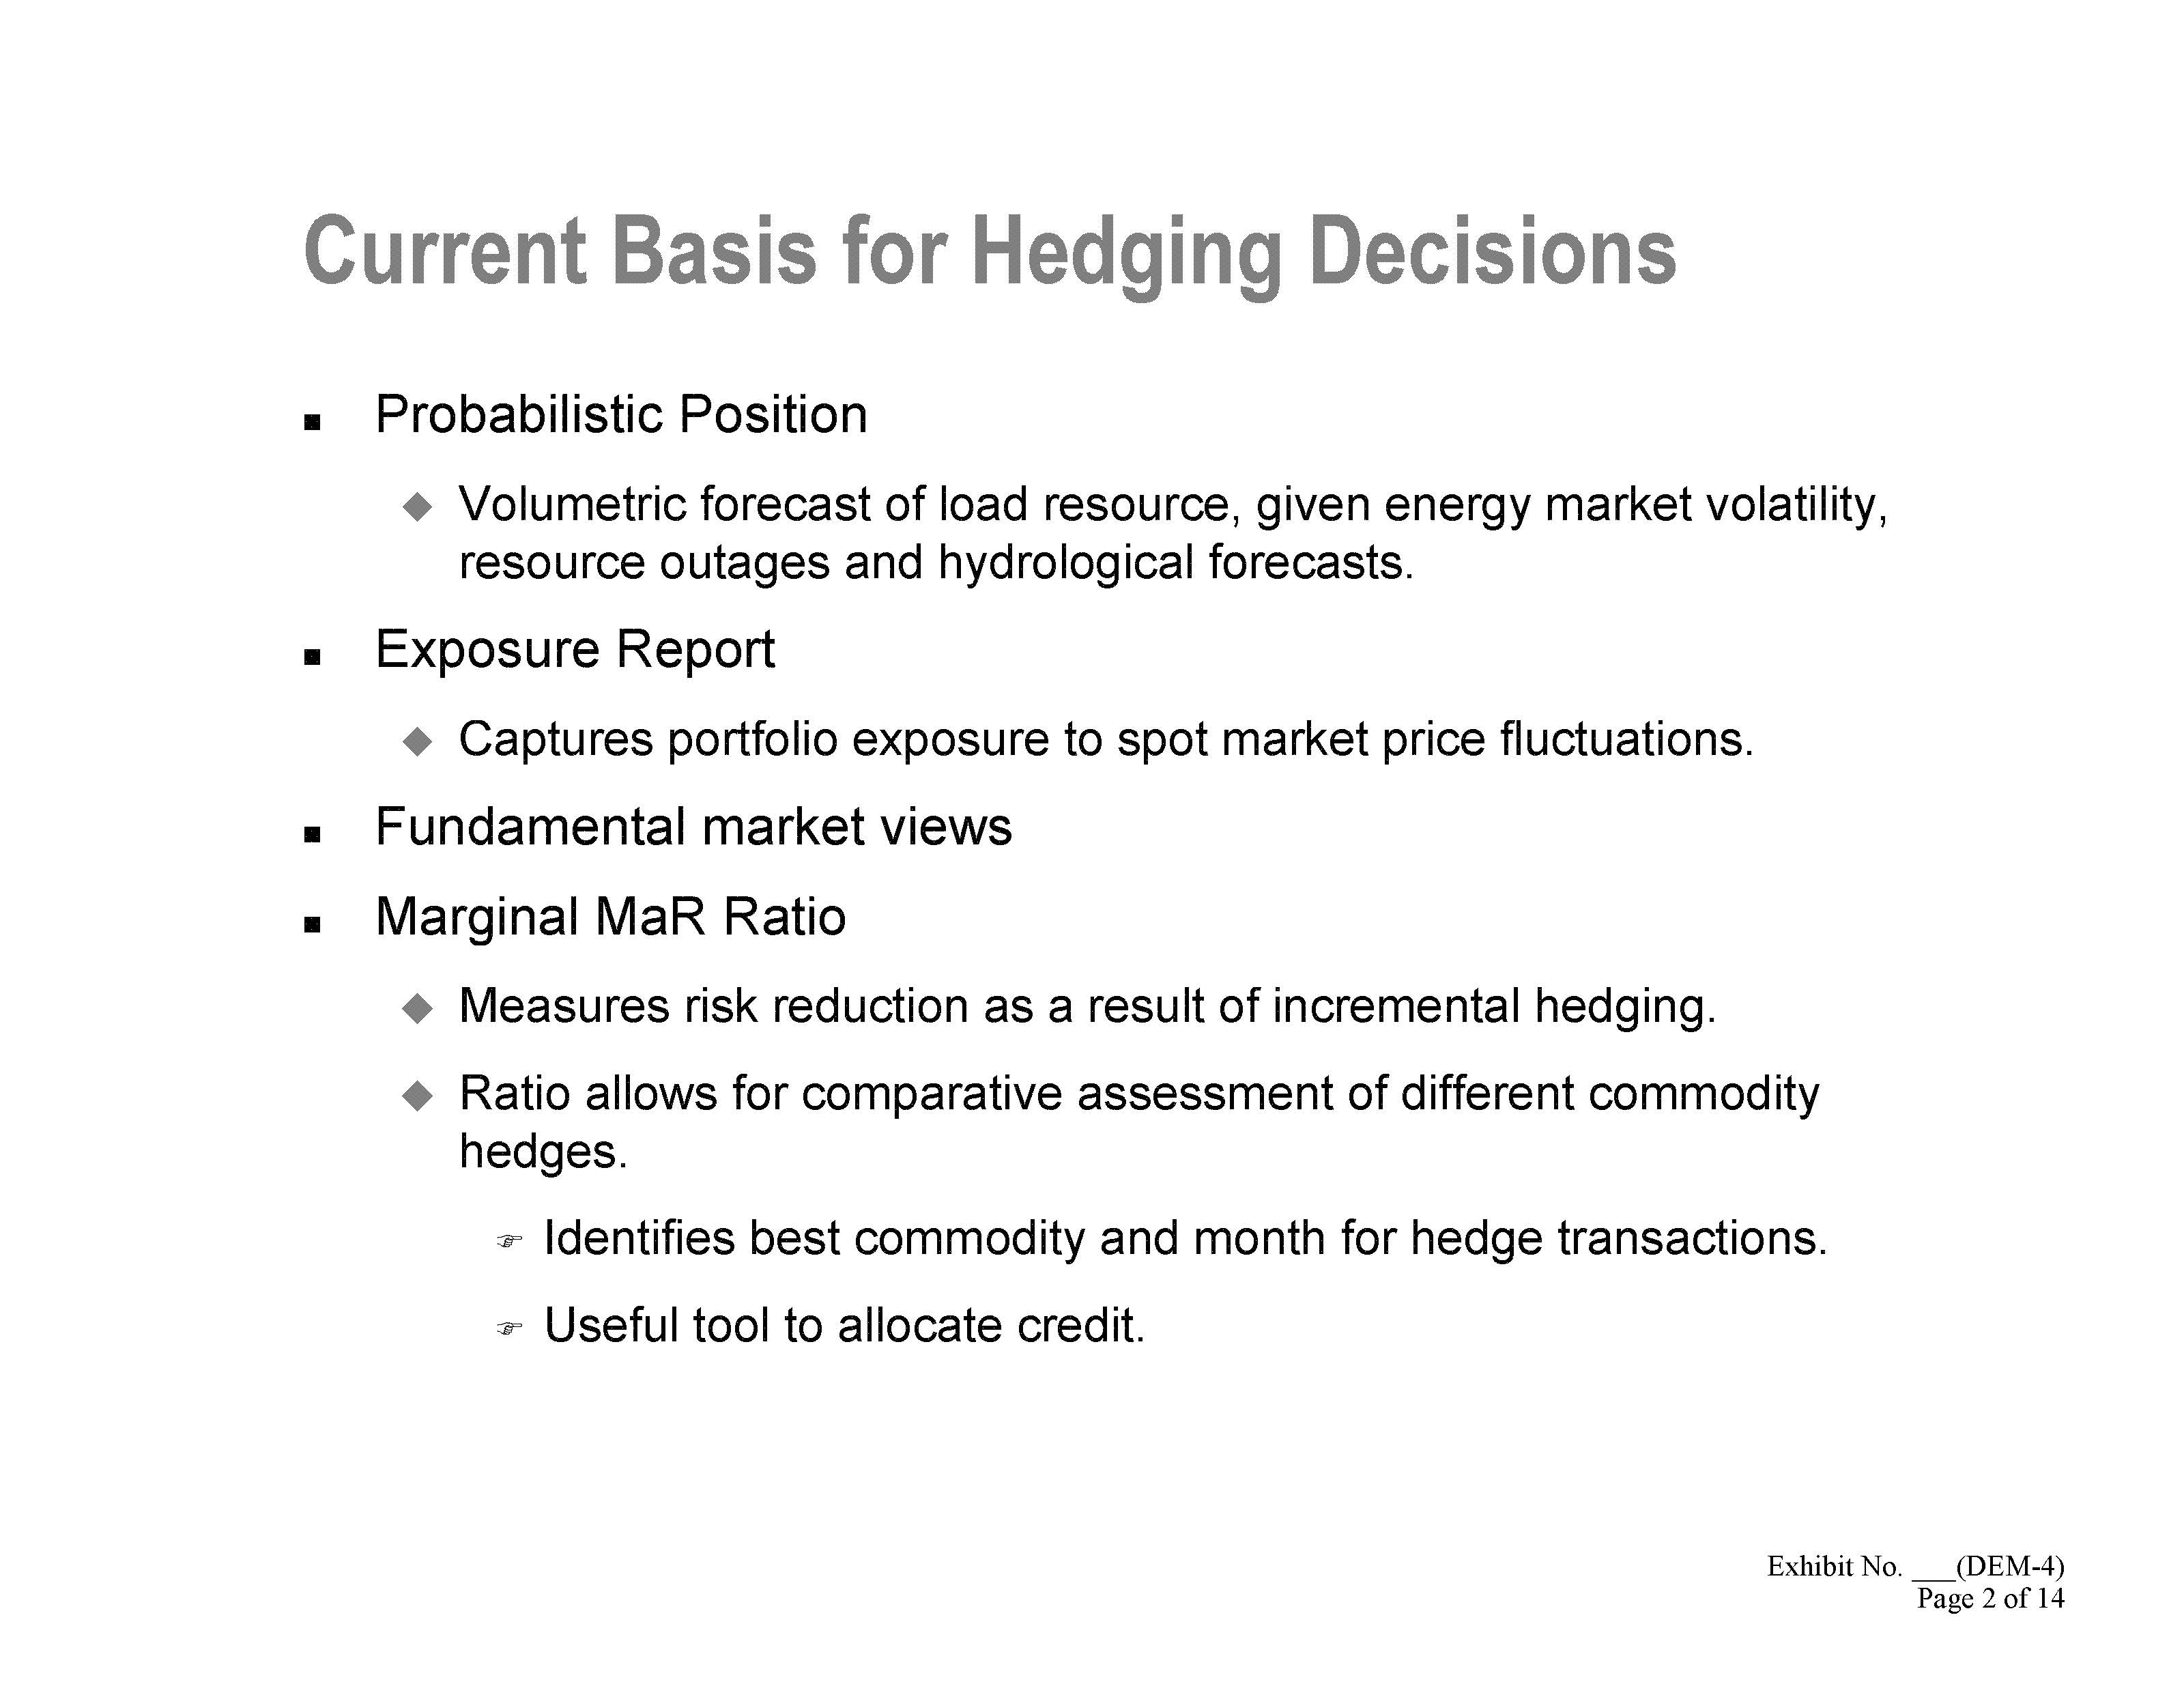 Current Basis for Hedging Decisions
Probabilistic Position
Volumetric forecast of load resource, given energy market volatility,
resource outages and hydrological forecasts.
Exposure Report
Captures portfolio exposure to spot market price fluctuations.
Fundamental market views
Marginal MaR Ratio
Measures risk reduction as a result of incremental hedging.
Ratio allows for comparative assessment of different commodity
hedges.
Identifies best commodity and month for hedge transactions.
Useful tool to allocate credit.
Exhibit No. ___(DEM-4)
Page 2 of 14